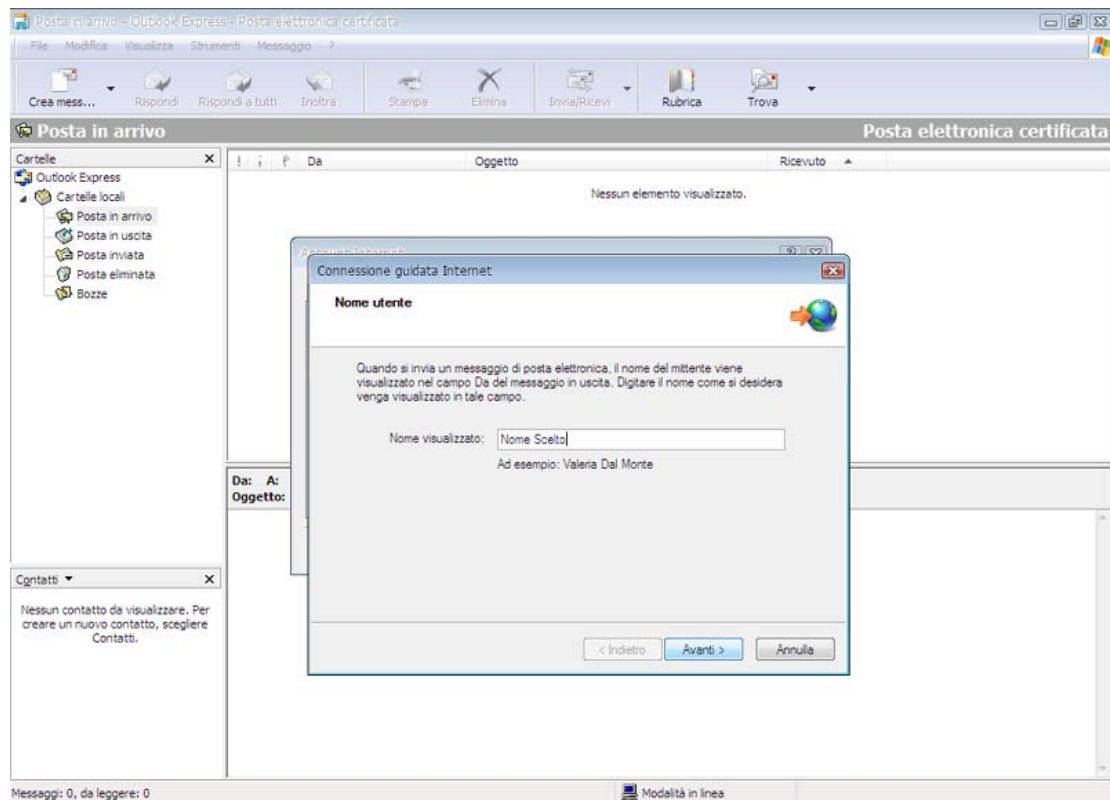 Posta in arrivo - Outlook Express - Posta elettronica certificata
File Modifica Visualizza Strumenti Messaggio ?
Crea mess... Rispondi Rispondi a tutti Inoltra Stampa Elimina Invia/Ricevi Rubrica Trova
Posta in arrivo Posta elettronica certificata
Cartelle X ! Da Oggetto Ricevuto
Outlook Express
Nessun elemento visualizzato.
Cartelle locali
Posta in arrivo
Posta in uscita
Posta inviata
Posta eliminata
Bozze
Account Internet
Connessione guidata Internet
Nome utente
Quando si invia un messaggio di posta elettronica, il nome del mittente viene
visualizzato nel campo Da del messaggio in uscita. Digitare il nome come si desidera
venga visualizzato in tale campo.
Nome visualizzato: Nome Scelto
Ad esempio: Valeria Dal Monte
< Indietro Avanti > Annulla
Da: A:
Oggetto:
Contatti X
Nessun contatto da visualizzare. Per
creare un nuovo contatto, scegliere
Contatti.
Messaggi: 0, da leggere: 0 Modalità in linea